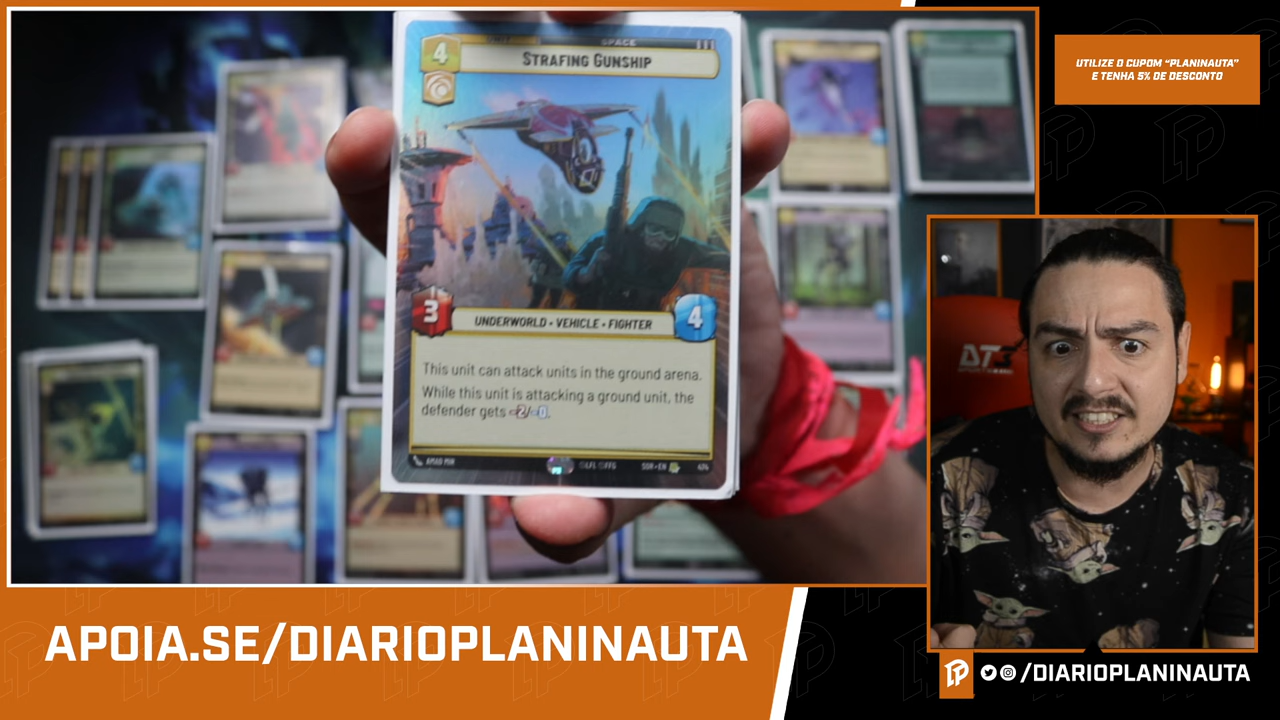 4
SPACE
STRAFING GUNSHIP
3
UNDERWORLD • VEHICLE • FIGHTER
4
This unit can attack units in the ground arena.
While this unit is attacking a ground unit, the
defender gets -2/-0.
UTILIZE O CUPOM “PLANINAUTA”
E TENHA 5% DE DESCONTO
DT3
APOIA.SE/DIARIOPLANINAUTA
/DIARIOPLANINAUTA